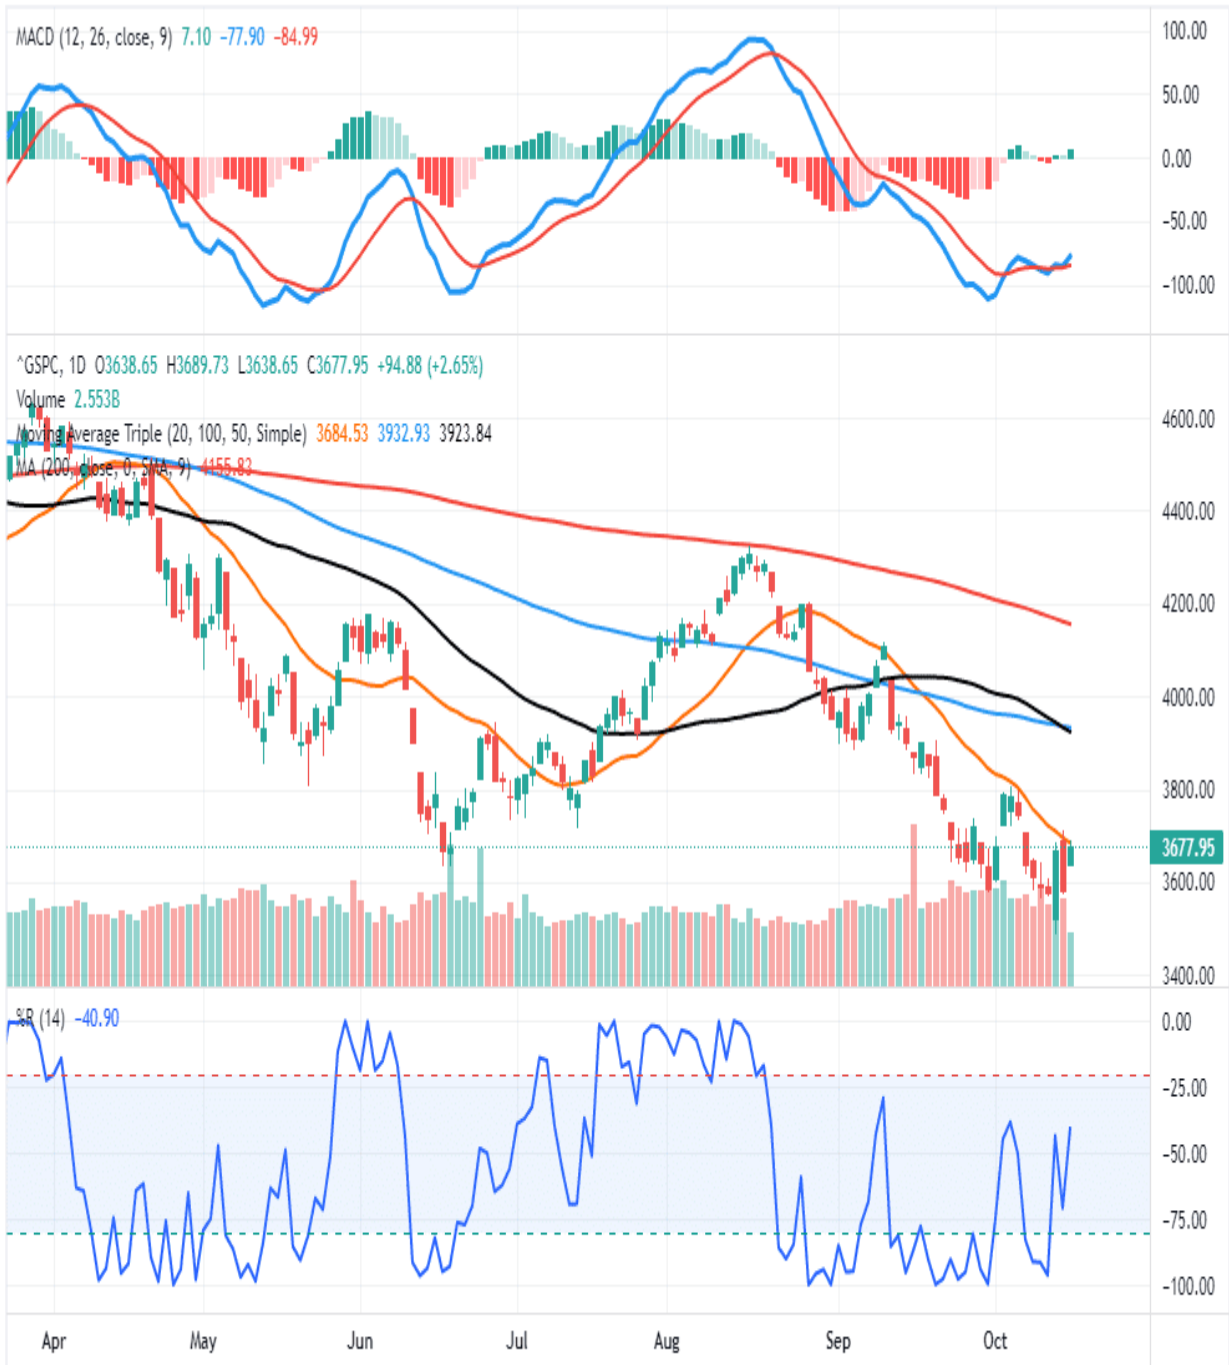 MACD (12, 26, close, 9) 7.10 −77.90 −84.99
100.00
50.00
0.00
−50.00
−100.00
^GSPC, 1D O3638.65 H3689.73 L3638.65 C3677.95 +94.88 (+2.65%)
Volume 2.553B
Moving Average Triple (20, 100, 50, Simple) 3684.53 3932.93 3923.84
MA (200, close, 0, SMA, 9) 4155.83
4600.00
4400.00
4200.00
4000.00
3800.00
3677.95
3600.00
3400.00
%R (14) −40.90
0.00
−25.00
−50.00
−75.00
−100.00
Apr May Jun Jul Aug Sep Oct